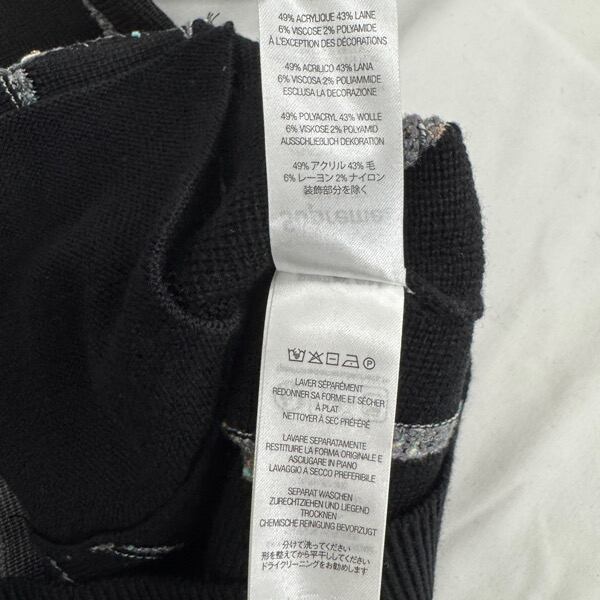 49% ACRYLIQUE 43% LAINE
6% VISCOSE 2% POLYAMIDE
À L'EXCEPTION DES DÉCORATIONS
49% ACRILICO 43% LANA
6% VISCOSA 2% POLIAMMIDE
ESCLUSA LA DECORAZIONE
49% POLYACRYL 43% WOLLE
6% VISKOSE 2% POLYAMID
AUSSCHLIEßLICH DEKORATION
49% アクリル 43% 毛
6% レーヨン 2% ナイロン
装飾部分を除く
Supreme
P
LAVER SÉPARÉMENT
REDONNER SA FORME ET SÉCHER
À PLAT
NETTOYER À SEC PRÉFÉRÉ
LAVARE SEPARATAMENTE
RESTITUIRE LA FORMA ORIGINALE E
ASCIUGARE IN PIANO
LAVAGGIO A SECCO PREFERIBILE
SEPARAT WASCHEN
ZURECHTZIEHEN UND LIEGEND
TROCKNEN
CHEMISCHE REINIGUNG BEVORZUGT
分けて洗ってください
形を整えてから平干ししてください
ドライクリーニングをお勧めします